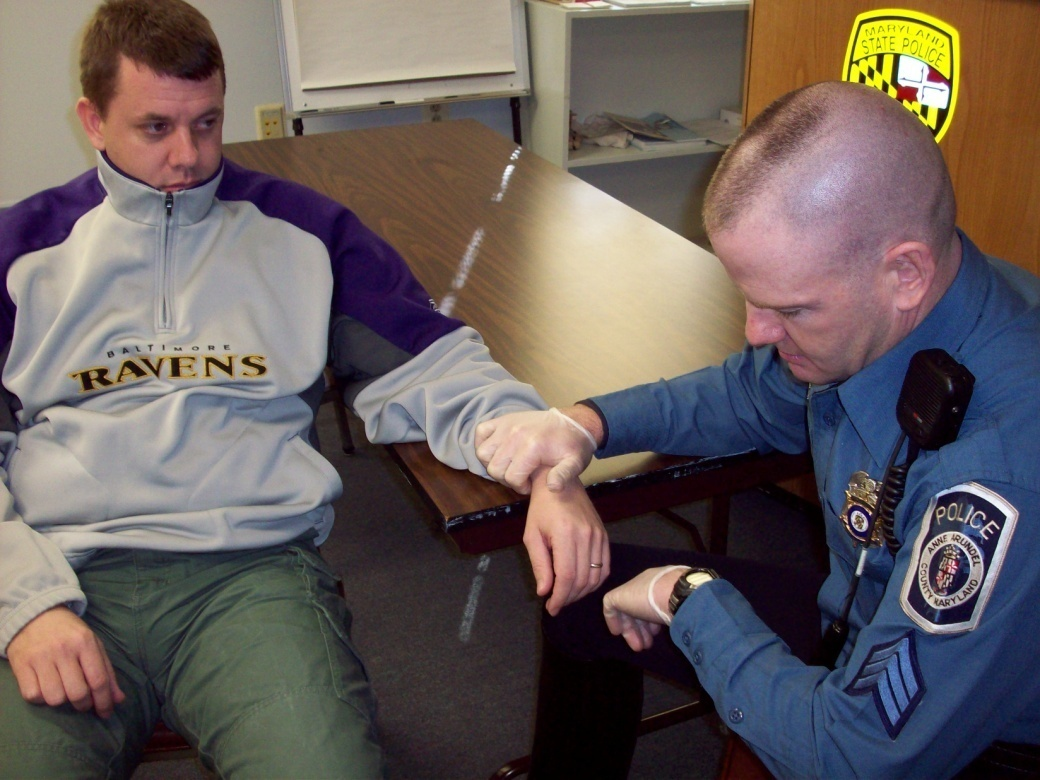 MARYLAND
STATE POLICE
BALTIMORE
RAVENS
POLICE
ANNE ARUNDEL
COUNTY MARYLAND